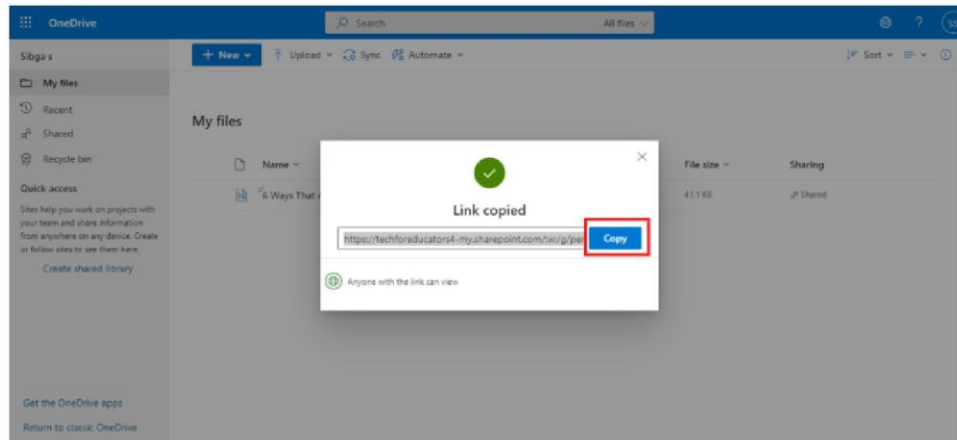 OneDrive
Search
All files
?
Sibga s
+ New
Upload
Sync
Automate
Sort
My files
Recent
Shared
Recycle bin
Quick access
Sites help you work on projects with
your team and share information
from anywhere on any device. Create
or follow sites to see them here.
Create shared library
Get the OneDrive apps
Return to classic OneDrive
My files
Name
File size
Sharing
6 Ways That
41.1 KB
Shared
Link copied
https://techforeducators4-my.sharepoint.com/:w:/g/per
Copy
Anyone with the link can view